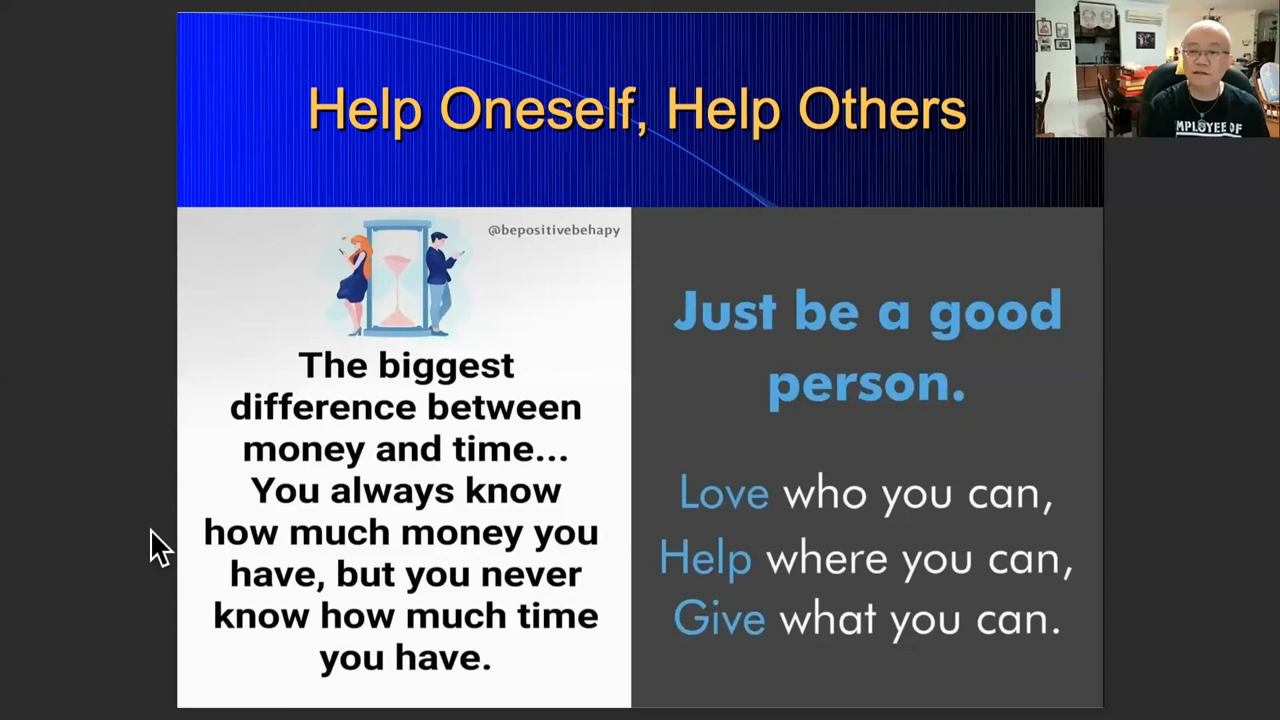 Help Oneself, Help Others
MPLOYEE OF
@bepositivebehapy
The biggest
difference between
money and time...
You always know
how much money you
have, but you never
know how much time
you have.
Just be a good
person.
Love who you can,
Help where you can,
Give what you can.